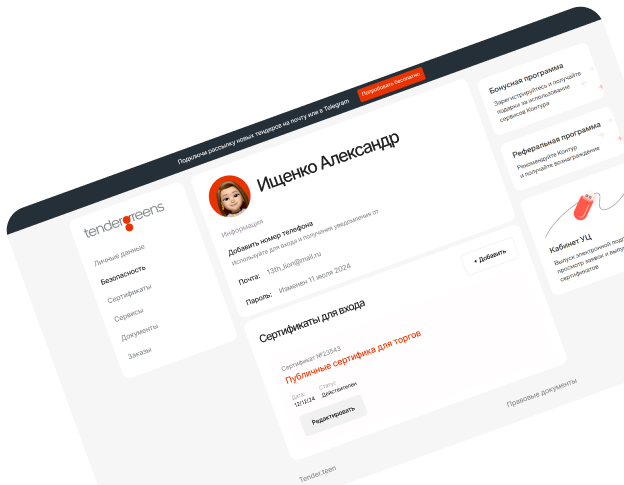 Подключи рассылку новых тендеров на почту или в Telegram
Попробовать бесплатно
tendergreens
Личные данные
Безопасность
Сертификаты
Сервисы
Документы
Заказы
Ищенко Александр
Информация
Добавить номер телефона
Используйте для входа и получения уведомления от
Почта: 13th_lion@mail.ru
Пароль: Изменен 11 июля 2024
Сертификаты для входа
+ Добавить
Сертификат №23543
Публичные сертифика для торгов
Дата Статус
12/12/24 Действителен
Редактировать
Бонусная программа
Зарегистрируйтесь и получайте
подарки за использование
сервисов Контура
Реферальная программа
Рекомендуйте Контур
и получайте вознаграждение
Кабинет УЦ
Выпуск электронной
просмотр заявок и
сертификатов
Tender.teen
Правовые документы